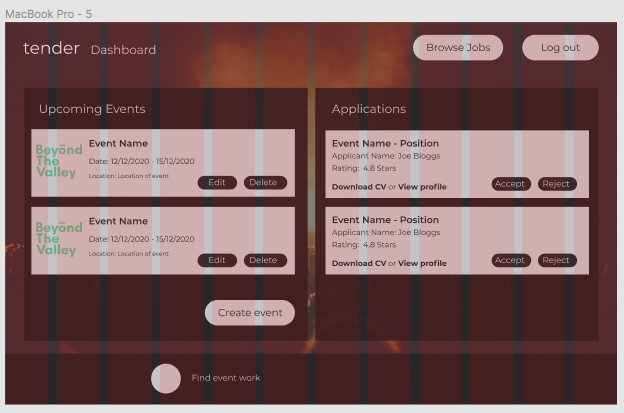 MacBook Pro - 5
tender Dashboard
Browse Jobs
Log out
Upcoming Events
Beyond
The
Valley
Event Name
Date: 12/12/2020 - 15/12/2020
Location: Location of event
Edit
Delete
Beyond
The
Valley
Event Name
Date: 12/12/2020 - 15/12/2020
Location: Location of event
Edit
Delete
Create event
Applications
Event Name - Position
Applicant Name: Joe Bloggs
Rating: 4.8 Stars
Download CV or View profile
Accept
Reject
Event Name - Position
Applicant Name: Joe Bloggs
Rating: 4.8 Stars
Download CV or View profile
Accept
Reject
Find event work